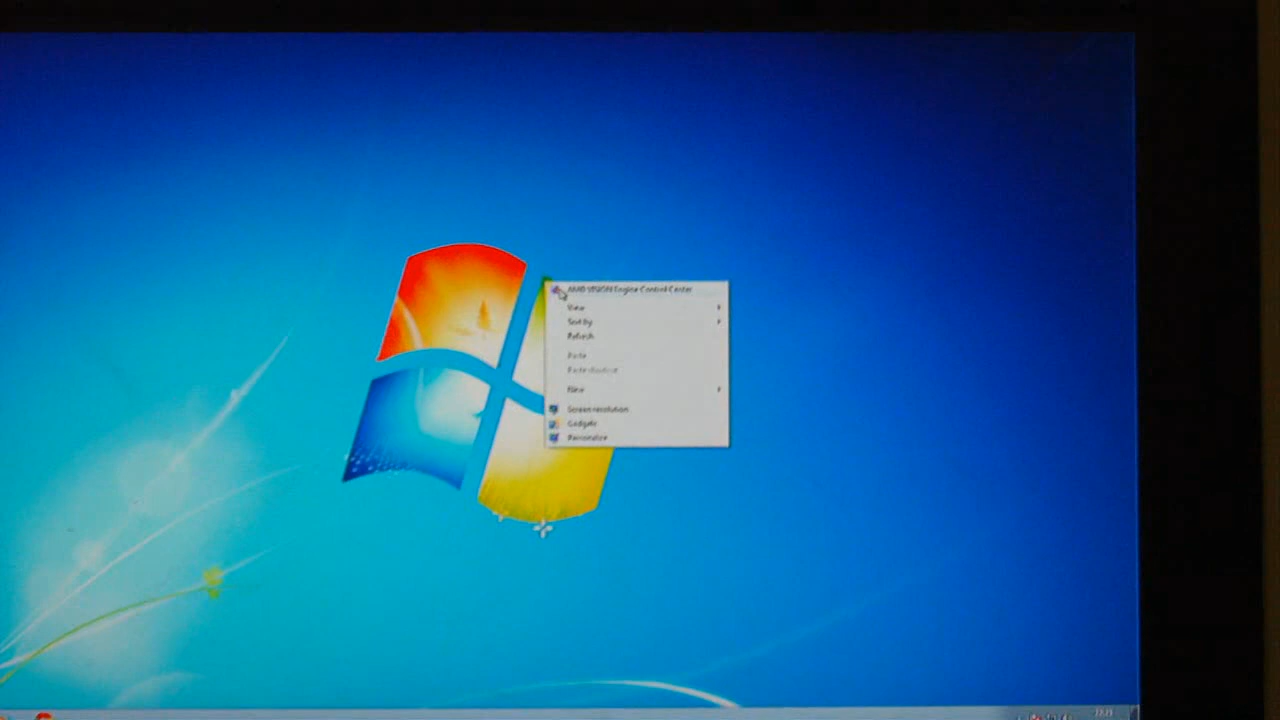 AMD VISION Engine Control Center
View
Sort By
Refresh
Paste
Paste shortcut
New
Screen resolution
Gadgets
Personalize